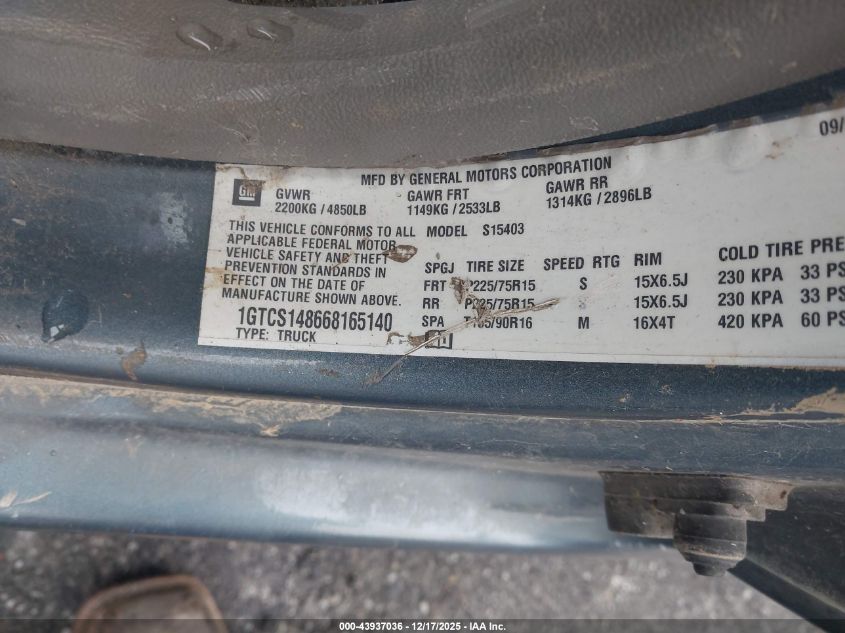 09/
MFD BY GENERAL MOTORS CORPORATION
GM GVWR GAWR FRT GAWR RR
2200KG / 4850LB 1149KG / 2533LB 1314KG / 2896LB
THIS VEHICLE CONFORMS TO ALL MODEL S15403
APPLICABLE FEDERAL MOTOR
VEHICLE SAFETY AND THEFT
PREVENTION STANDARDS IN
EFFECT ON THE DATE OF
MANUFACTURE SHOWN ABOVE.
1GTCS148668165140
TYPE: TRUCK
SPGJ TIRE SIZE SPEED RTG RIM COLD TIRE PRE
FRT P225/75R15 S 15X6.5J 230 KPA 33 PS
RR P225/75R15 15X6.5J 230 KPA 33 PS
SPA M 16X4T 420 KPA 60 PS
000-43937036 - 12/17/2025 - IAA Inc.